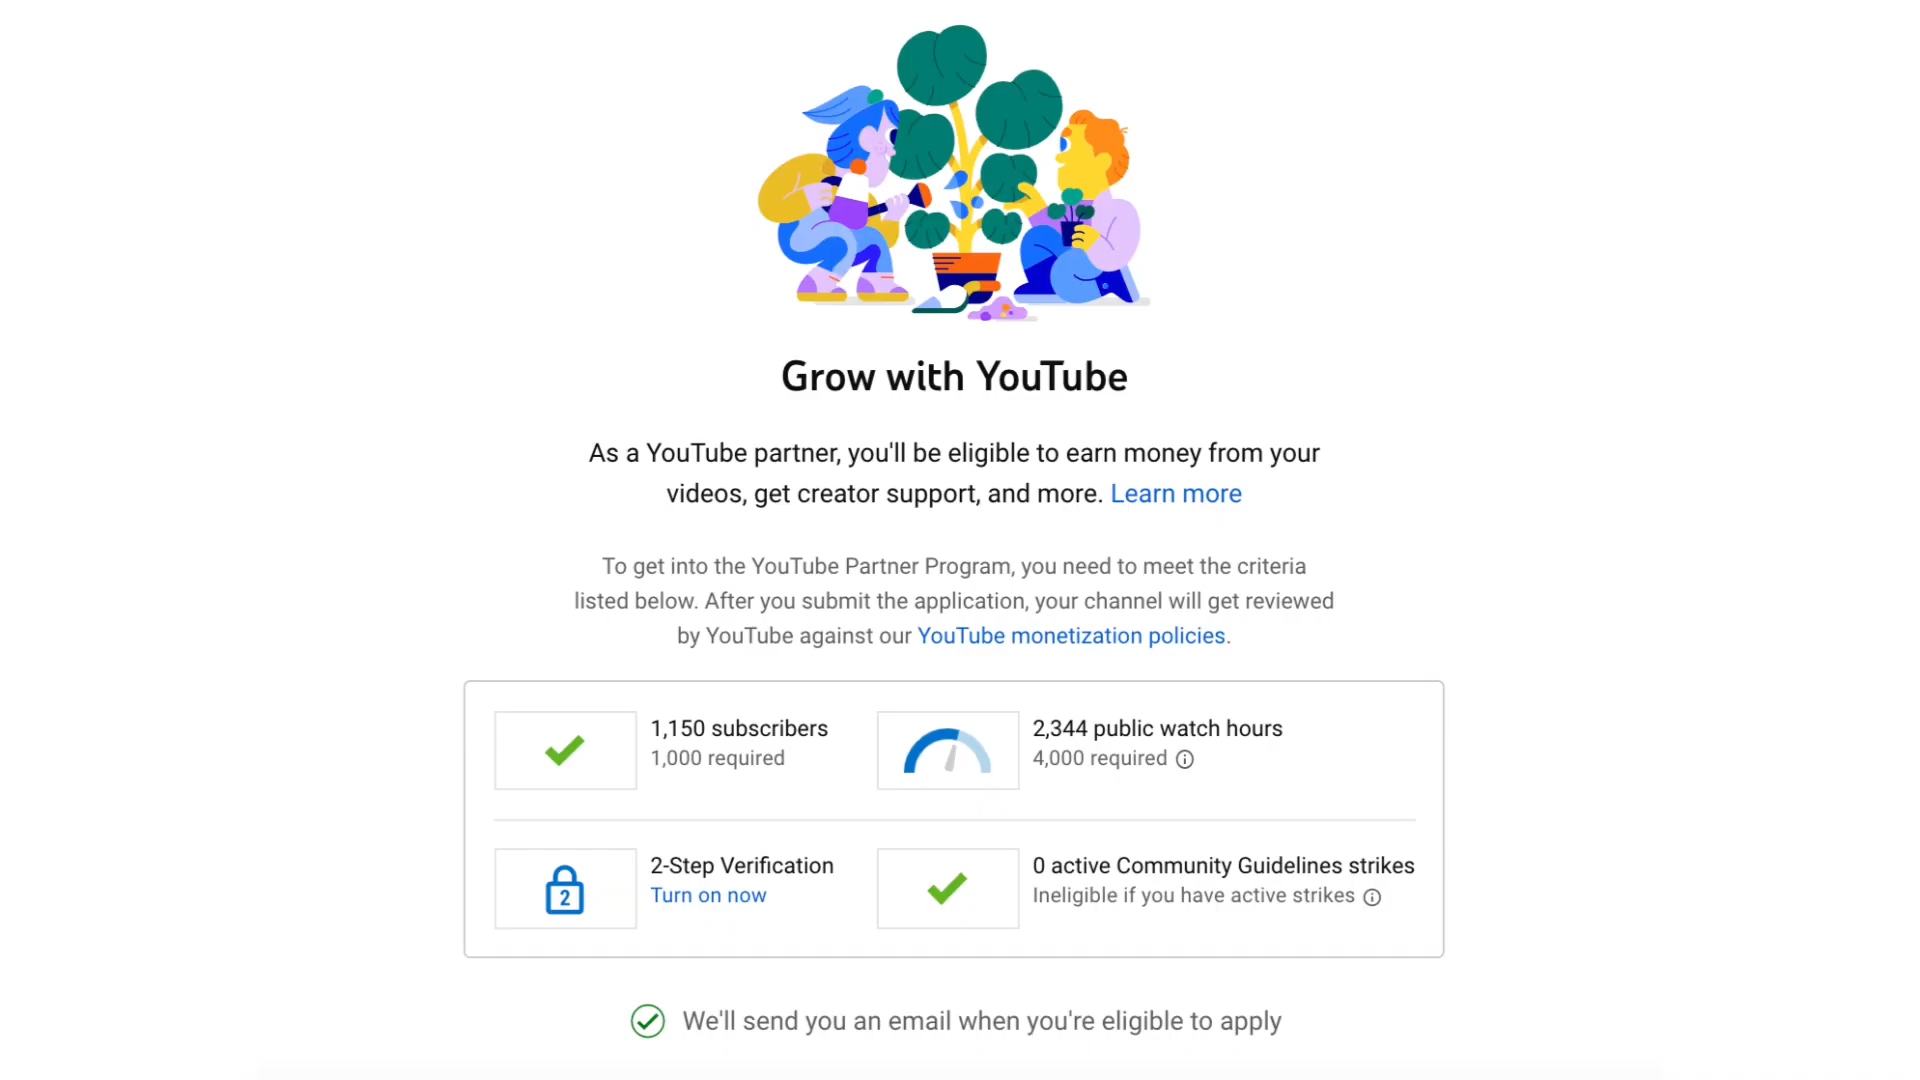 Grow with YouTube
As a YouTube partner, you'll be eligible to earn money from your
videos, get creator support, and more. Learn more
To get into the YouTube Partner Program, you need to meet the criteria
listed below. After you submit the application, your channel will get reviewed
by YouTube against our YouTube monetization policies.
1,150 subscribers
1,000 required
2,344 public watch hours
4,000 required
2-Step Verification
Turn on now
2
0 active Community Guidelines strikes
Ineligible if you have active strikes
We'll send you an email when you're eligible to apply